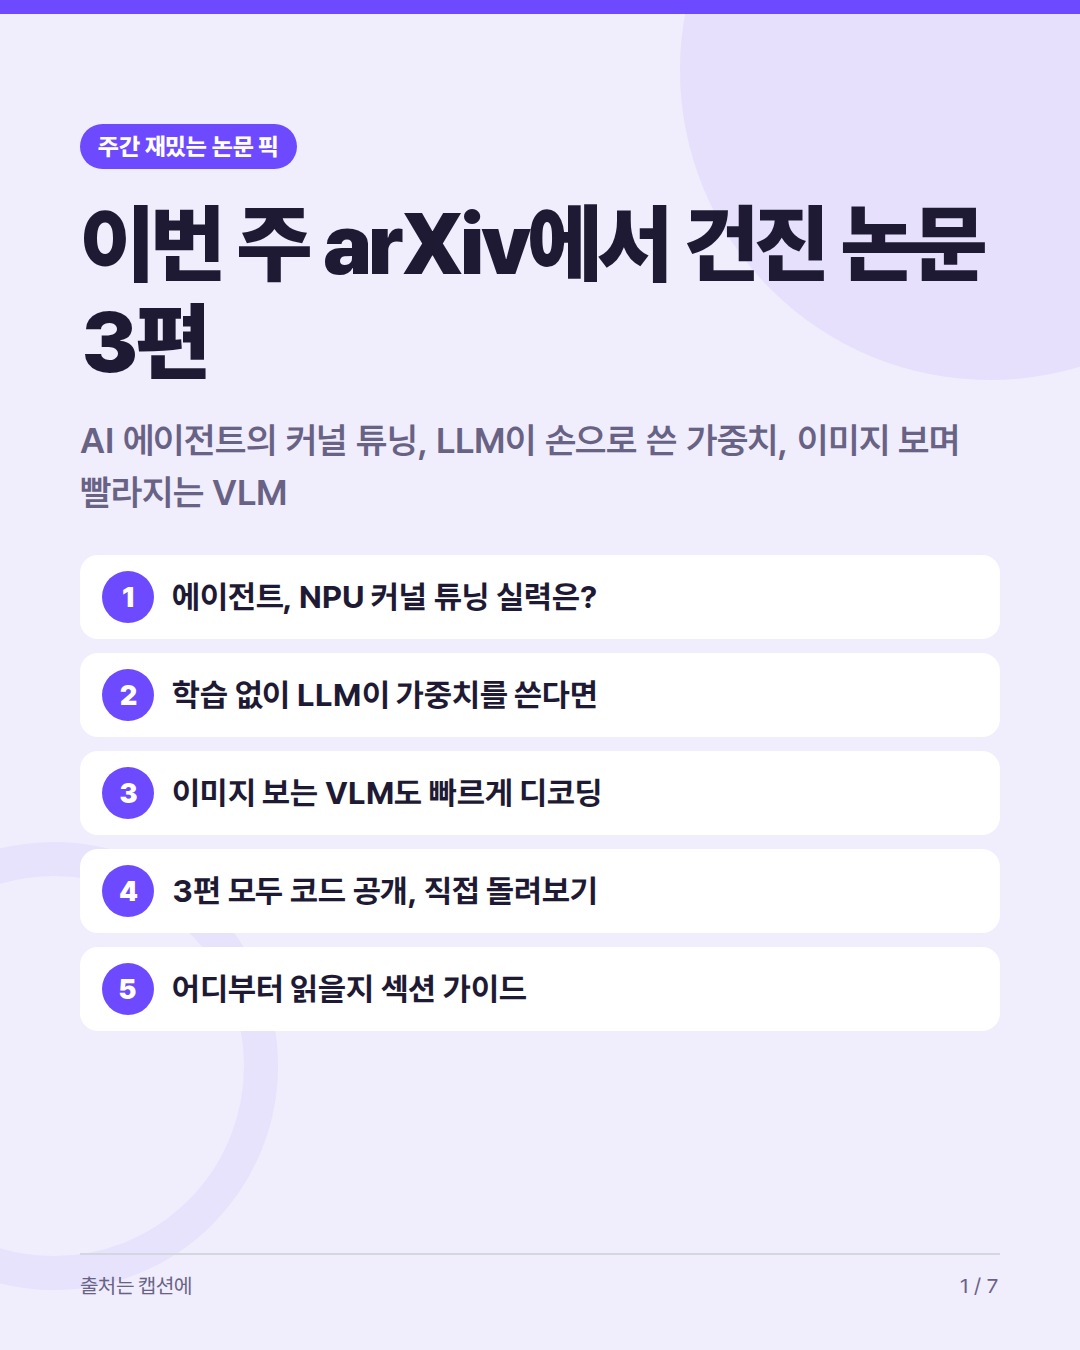 주간 재밌는 논문 픽
이번 주 arXiv에서 건진 논문
3편
AI 에이전트의 커널 튜닝, LLM이 손으로 쓴 가중치, 이미지 보며
빨라지는 VLM
1 에이전트, NPU 커널 튜닝 실력은?
2 학습 없이 LLM이 가중치를 쓴다면
3 이미지 보는 VLM도 빠르게 디코딩
4 3편 모두 코드 공개, 직접 돌려보기
5 어디부터 읽을지 섹션 가이드
출처는 캡션에
1 / 7